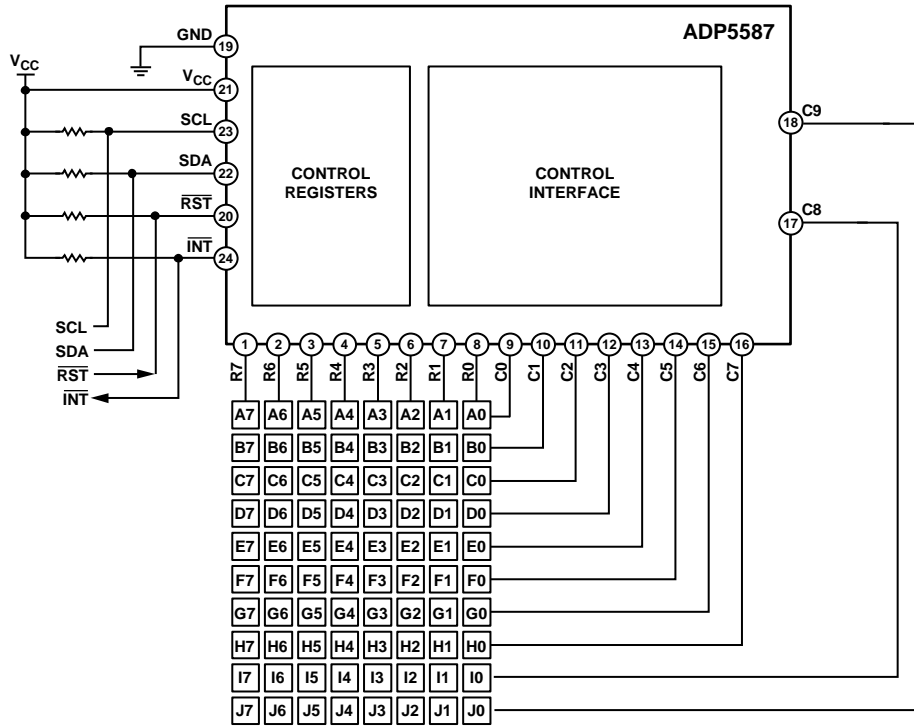 ADP5587
GND
19
VCC
VCC
21
SCL
23
SDA
22
RST
20
INT
24
CONTROL
REGISTERS
CONTROL
INTERFACE
C9
18
C8
17
SCL
SDA
RST
INT
1 2 3 4 5 6 7 8 9 10 11 12 13 14 15 16
R7 R6 R5 R4 R3 R2 R1 R0 C0 C1 C2 C3 C4 C5 C6 C7
A7 A6 A5 A4 A3 A2 A1 A0
B7 B6 B5 B4 B3 B2 B1 B0
C7 C6 C5 C4 C3 C2 C1 C0
D7 D6 D5 D4 D3 D2 D1 D0
E7 E6 E5 E4 E3 E2 E1 E0
F7 F6 F5 F4 F3 F2 F1 F0
G7 G6 G5 G4 G3 G2 G1 G0
H7 H6 H5 H4 H3 H2 H1 H0
I7 I6 I5 I4 I3 I2 I1 I0
J7 J6 J5 J4 J3 J2 J1 J0